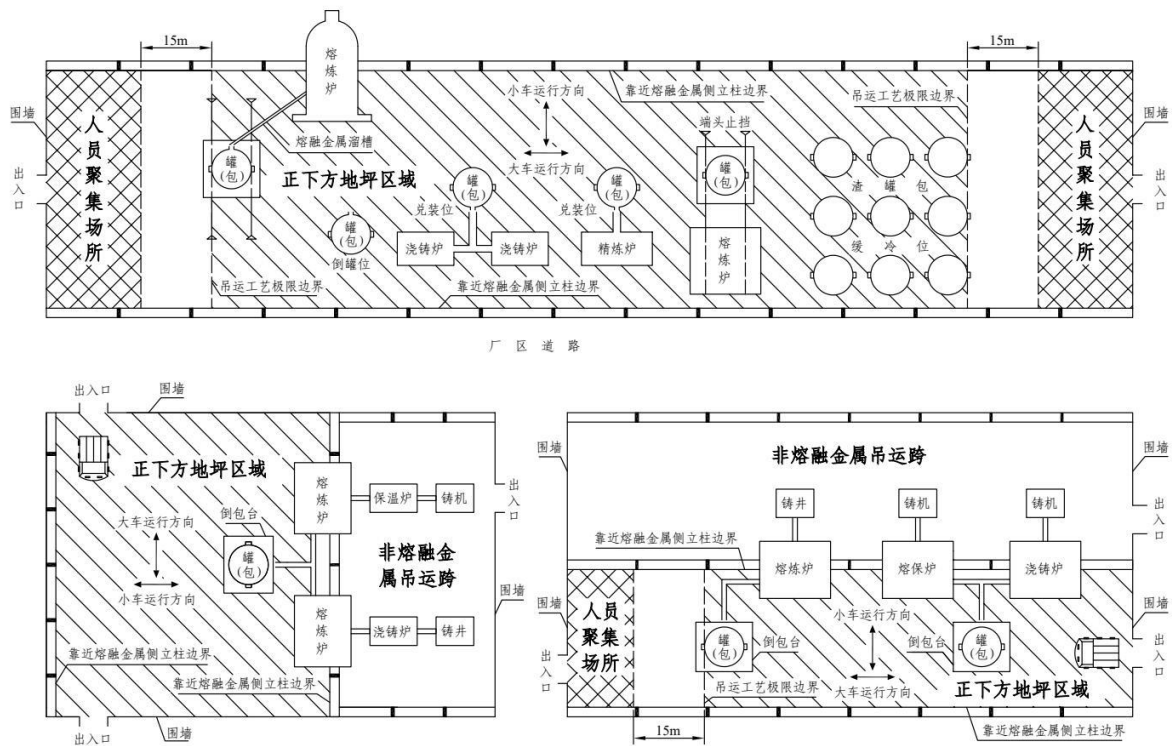 15m
15m
熔炼炉
围墙
小车运行方向
靠近熔融金属侧立柱边界
吊运工艺极限边界
围墙
端头止挡
人员聚集场所
熔融金属溜槽
罐(包)
大车运行方向
罐(包)
人员聚集场所
出入口
正下方地坪区域
罐(包)
罐(包)
渣罐包
出入口
兑装位
兑装位
罐(包)
浇铸炉
浇铸炉
精炼炉
熔炼炉
缓冷位
倒罐位
吊运工艺极限边界
靠近熔融金属侧立柱边界
厂区道路
出入口
围墙
正下方地坪区域
熔炼炉
保温炉
铸机
出入口
倒包台
大车运行方向
罐(包)
非熔融金
属吊运跨
小车运行方向
围墙
熔炼炉
浇铸炉
铸井
靠近熔融金属侧立柱边界
靠近熔融金属侧立柱边界
出入口
围墙
围墙
非熔融金属吊运跨
围墙
铸井
铸机
铸机
出入口
靠近熔融金属侧立柱边界
熔炼炉
熔保炉
浇铸炉
围墙
人员聚集场所
小车运行方向
围墙
罐(包)
倒包台
倒包台
罐(包)
出入口
出入口
吊运工艺极限边界
大车运行方向
正下方地坪区域
15m
靠近熔融金属侧立柱边界